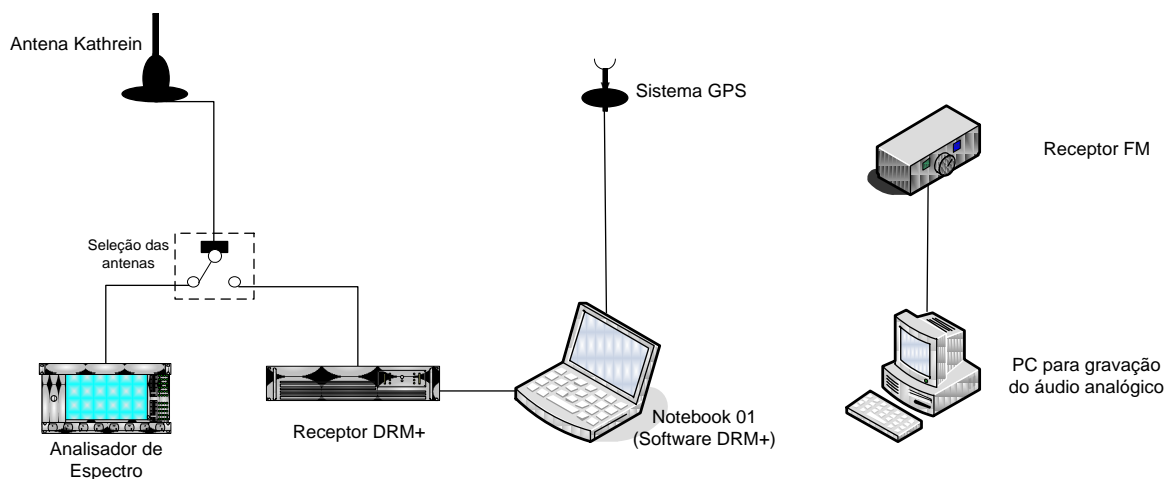 Antena Kathrein
Sistema GPS
Receptor FM
Seleção das
antenas
PC para gravação
do áudio analógico
Receptor DRM+
Notebook 01
(Software DRM+)
Analisador de
Espectro